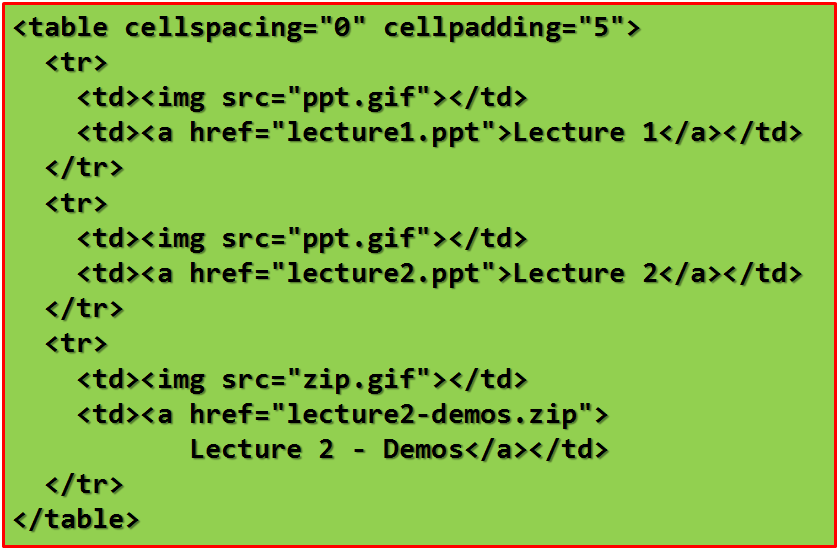 <table cellspacing="0" cellpadding="5">
  <tr>
    <td><img src="ppt.gif"></td>
    <td><a href="lecture1.ppt">Lecture 1</a></td>
  </tr>
  <tr>
    <td><img src="ppt.gif"></td>
    <td><a href="lecture2.ppt">Lecture 2</a></td>
  </tr>
  <tr>
    <td><img src="zip.gif"></td>
    <td><a href="lecture2-demos.zip">
           Lecture 2 - Demos</a></td>
  </tr>
</table>